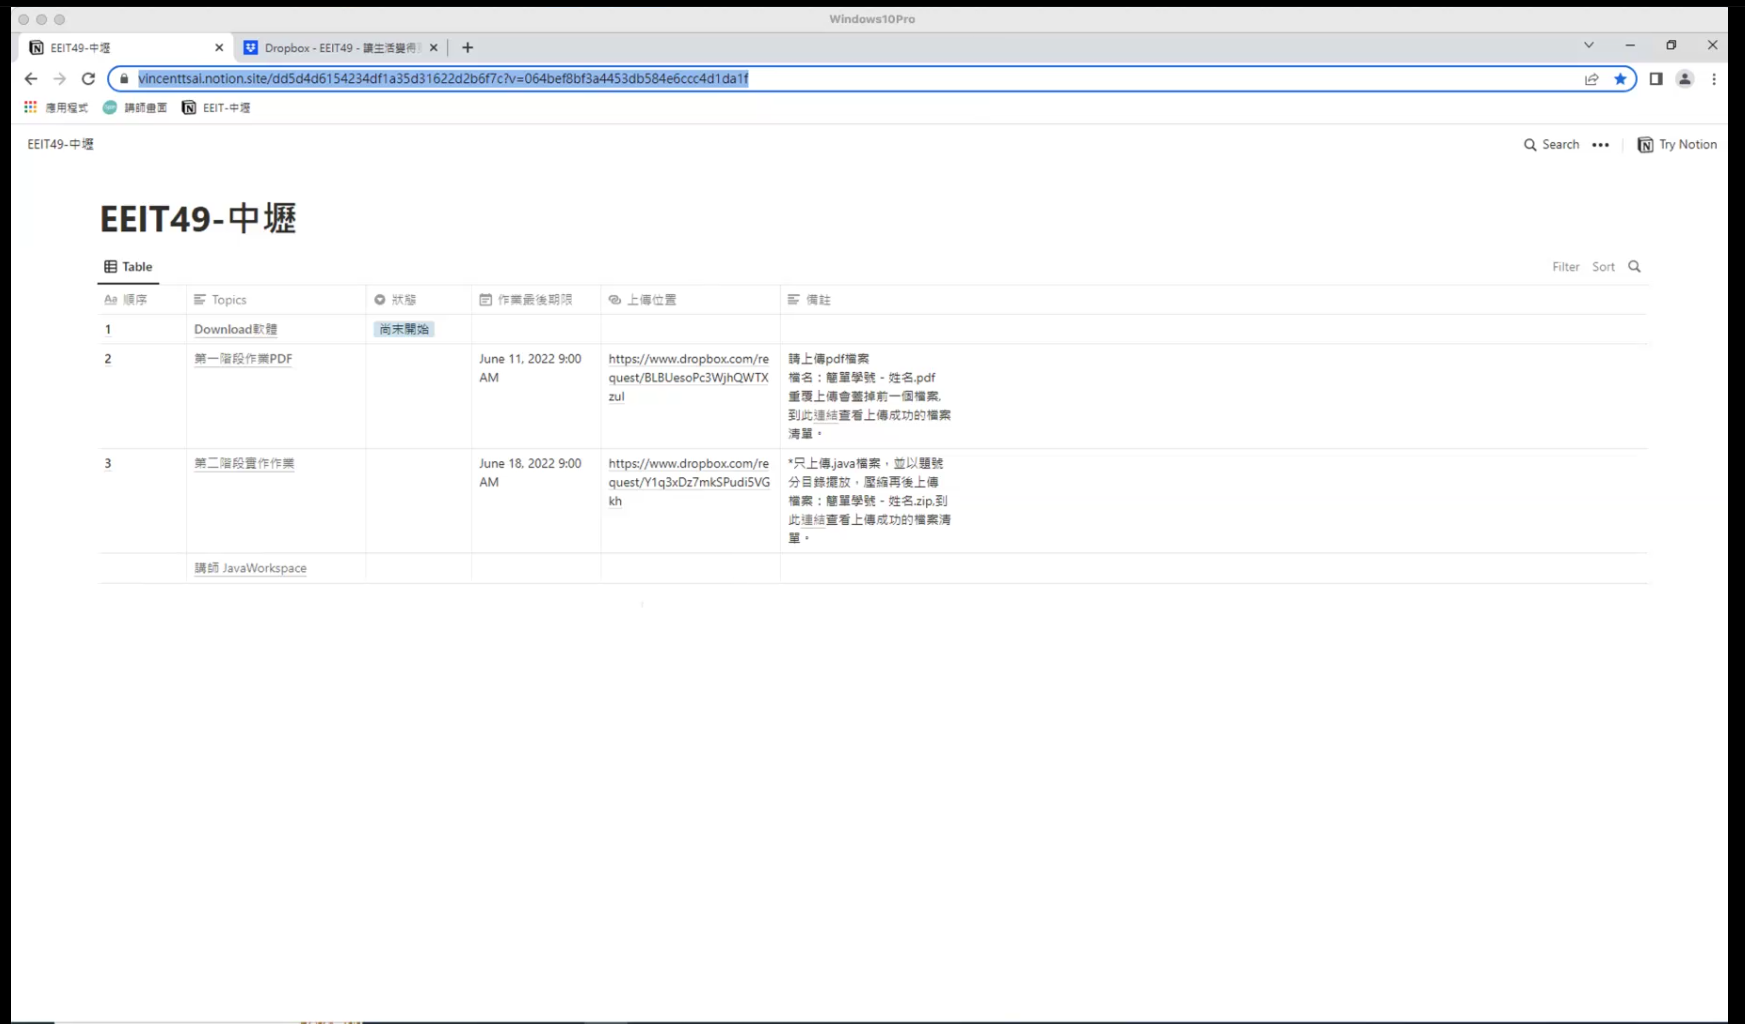 Windows10Pro
EEIT49-中壢
Dropbox - EEIT49 - 讓生活變得
vincenttsai.notion.site/dd5d4d6154234df1a35d31622d2b6f7c?v=064bef8bf3a4453db584e6ccc4d1da1f
應用程式 講師畫面 EEIT-中壢
EEIT49-中壢
Search ••• Try Notion
EEIT49-中壢
Table
Filter Sort
Aa 順序 Topics 狀態 作業最後期限 上傳位置 備註
1 Download軟體 尚未開始
2 第一階段作業PDF June 11, 2022 9:00 https://www.dropbox.com/re 請上傳pdf檔案
AM quest/BLBUesoPc3WjhQWTX 檔名：簡單學號 - 姓名.pdf
zul 重覆上傳會蓋掉前一個檔案,
到此連結查看上傳成功的檔案
清單。
3 第二階段實作作業 June 18, 2022 9:00 https://www.dropbox.com/re *只上傳.java檔案，並以題號
AM quest/Y1q3xDz7mkSPudi5VG 分目錄擺放，壓縮再後上傳
kh 檔案：簡單學號 - 姓名.zip,到
此連結查看上傳成功的檔案清
單。
講師 JavaWorkspace